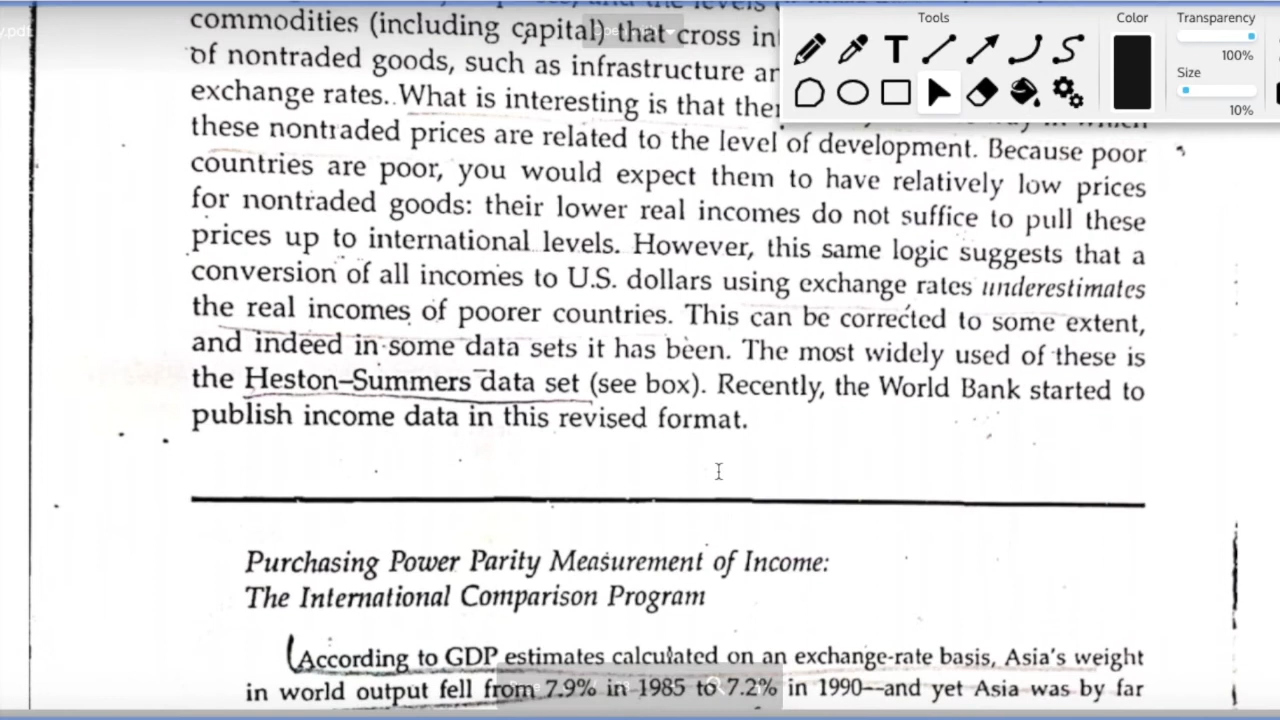 commodities (including capital) that cross in
of nontraded goods, such as infrastructure an
exchange rates. What is interesting is that ther
these nontraded prices are related to the level of development. Because poor
countries are poor, you would expect them to have relatively low prices
for nontraded goods: their lower real incomes do not suffice to pull these
prices up to international levels. However, this same logic suggests that a
conversion of all incomes to U.S. dollars using exchange rates underestimates
the real incomes of poorer countries. This can be corrected to some extent,
and indeed in some data sets it has been. The most widely used of these is
the Heston–Summers data set (see box). Recently, the World Bank started to
publish income data in this revised format.
Purchasing Power Parity Measurement of Income:
The International Comparison Program
According to GDP estimates calculated on an exchange-rate basis, Asia's weight
in world output fell from 7.9% in 1985 to 7.2% in 1990—and yet Asia was by far
Tools
Color
Transparency
100%
Size
10%